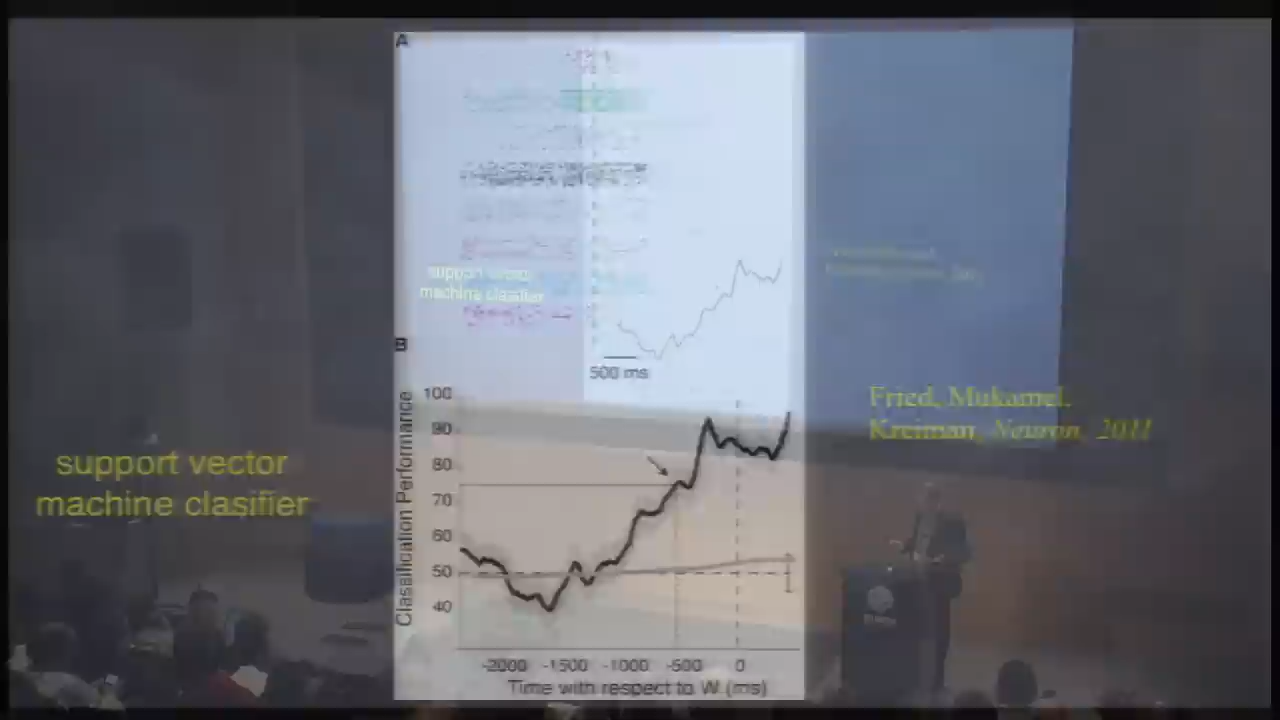 A
support vector
machine clasifier
B
500 ms
Fried, Mukamel,
Kreiman, Neuron, 2011
support vector
machine clasifier
Classification Performance
100
90
80
70
60
50
40
-2000 -1500 -1000 -500 0
Time with respect to W (ms)